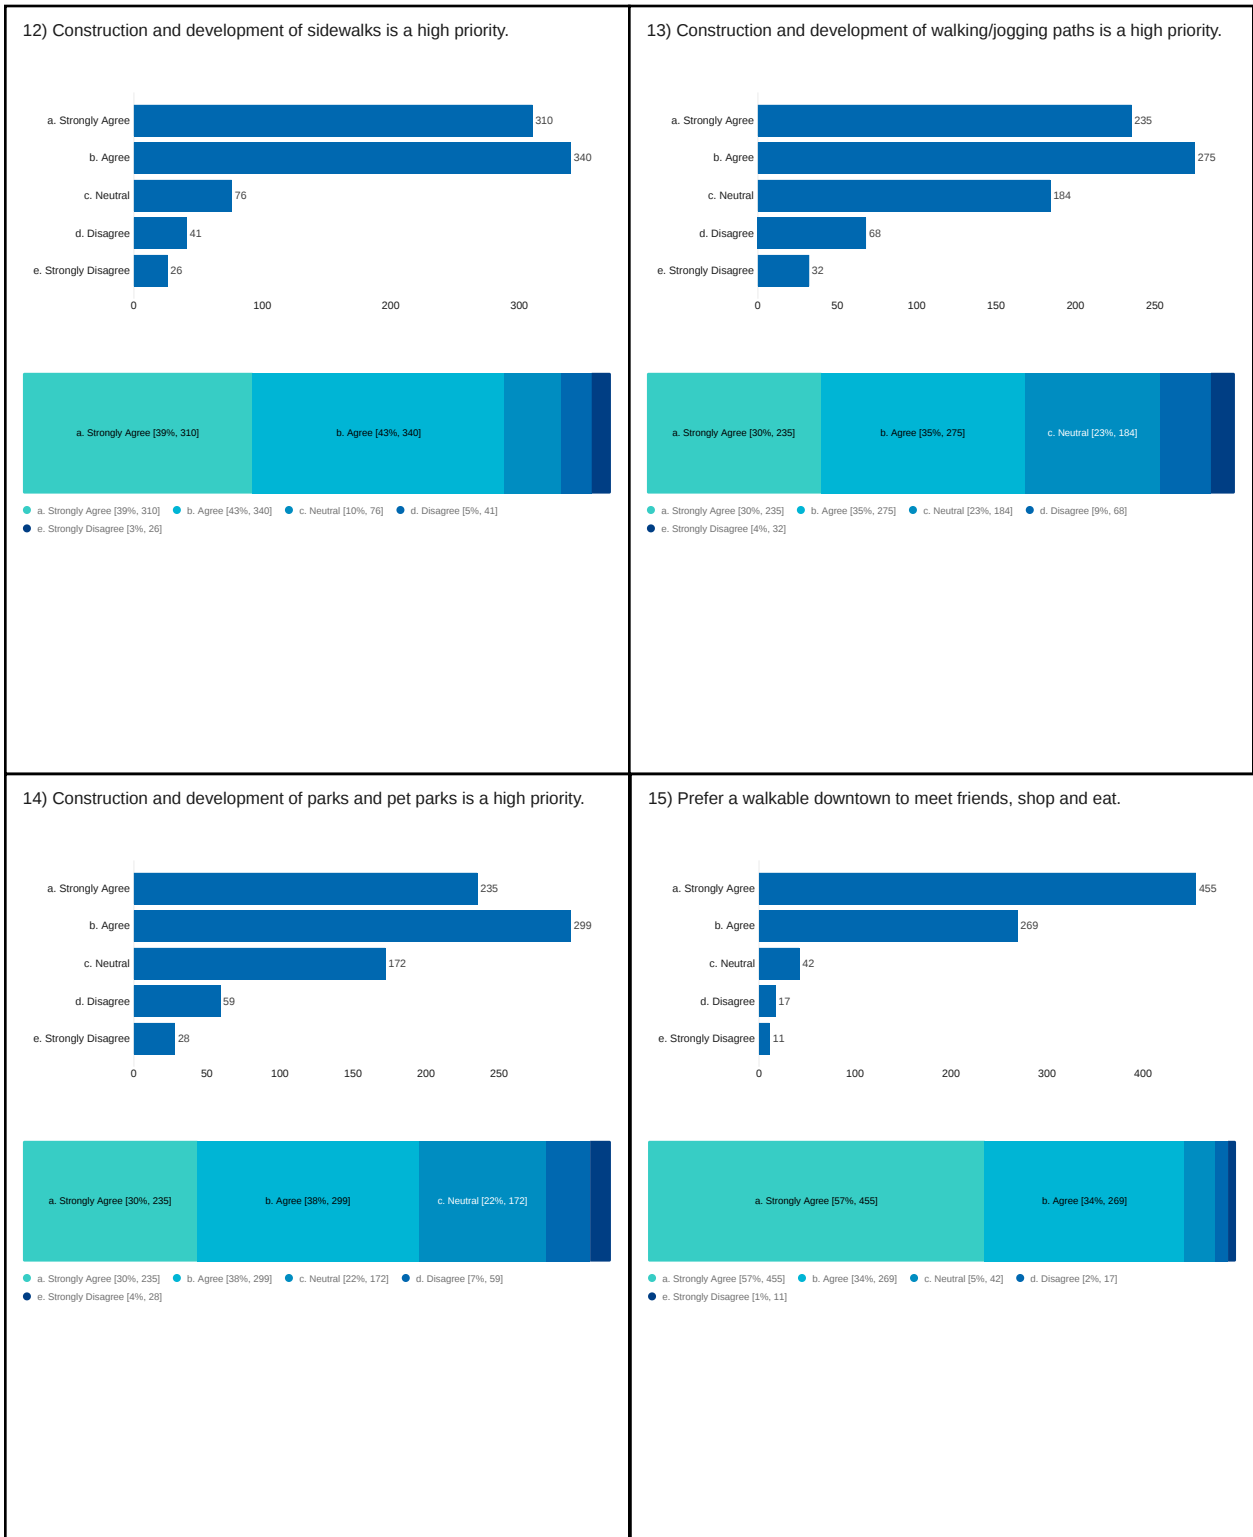 12) Construction and development of sidewalks is a high priority.
a. Strongly Agree 310
b. Agree 340
c. Neutral 76
d. Disagree 41
e. Strongly Disagree 26
0 100 200 300
a. Strongly Agree [39%, 310] b. Agree [43%, 340]
a. Strongly Agree [39%, 310] b. Agree [43%, 340] c. Neutral [10%, 76] d. Disagree [5%, 41]
e. Strongly Disagree [3%, 26]
13) Construction and development of walking/jogging paths is a high priority.
a. Strongly Agree 235
b. Agree 275
c. Neutral 184
d. Disagree 68
e. Strongly Disagree 32
0 50 100 150 200 250
a. Strongly Agree [30%, 235] b. Agree [35%, 275] c. Neutral [23%, 184]
a. Strongly Agree [30%, 235] b. Agree [35%, 275] c. Neutral [23%, 184] d. Disagree [9%, 68]
e. Strongly Disagree [4%, 32]
14) Construction and development of parks and pet parks is a high priority.
a. Strongly Agree 235
b. Agree 299
c. Neutral 172
d. Disagree 59
e. Strongly Disagree 28
0 50 100 150 200 250
a. Strongly Agree [30%, 235] b. Agree [38%, 299] c. Neutral [22%, 172]
a. Strongly Agree [30%, 235] b. Agree [38%, 299] c. Neutral [22%, 172] d. Disagree [7%, 59]
e. Strongly Disagree [4%, 28]
15) Prefer a walkable downtown to meet friends, shop and eat.
a. Strongly Agree 455
b. Agree 269
c. Neutral 42
d. Disagree 17
e. Strongly Disagree 11
0 100 200 300 400
a. Strongly Agree [57%, 455] b. Agree [34%, 269]
a. Strongly Agree [57%, 455] b. Agree [34%, 269] c. Neutral [5%, 42] d. Disagree [2%, 17]
e. Strongly Disagree [1%, 11]